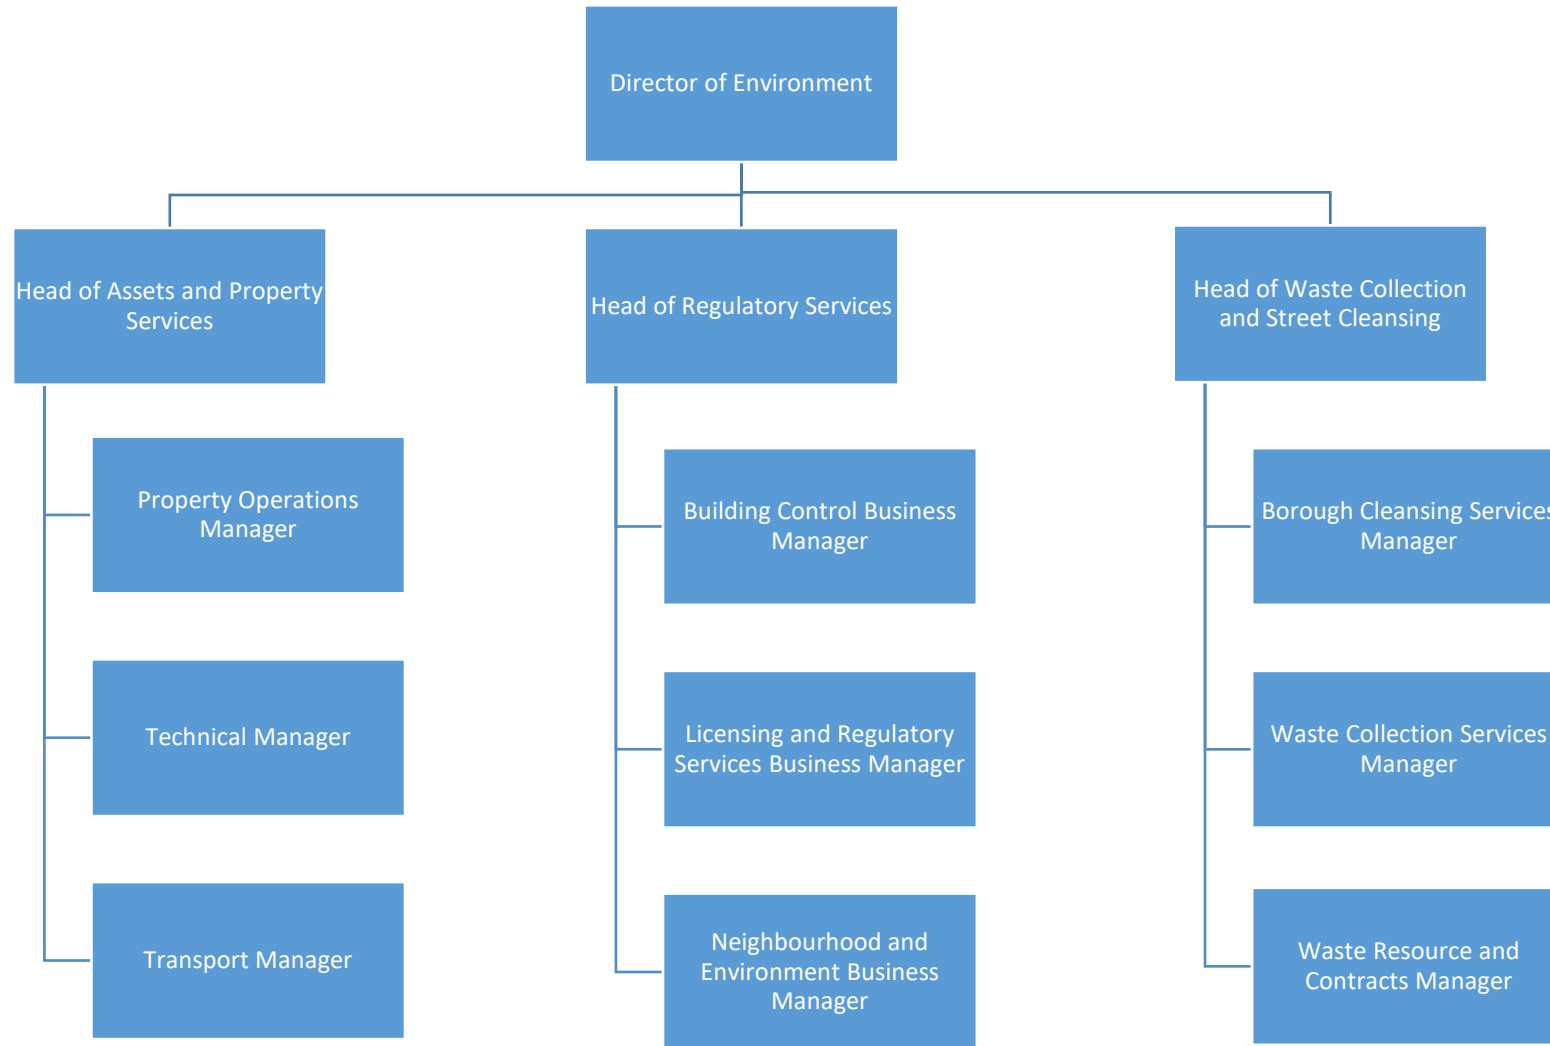 Director of Environment
Head of Assets and Property
Services
Head of Regulatory Services
Head of Waste Collection
and Street Cleansing
Property Operations
Manager
Technical Manager
Transport Manager
Building Control Business
Manager
Licensing and Regulatory
Services Business Manager
Neighbourhood and
Environment Business
Manager
Borough Cleansing Services
Manager
Waste Collection Services
Manager
Waste Resource and
Contracts Manager